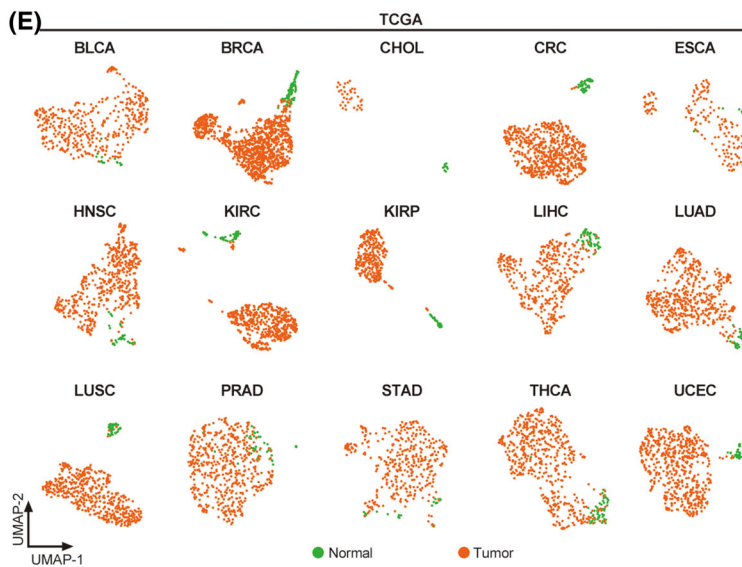 (E)
TCGA
BLCA BRCA CHOL CRC ESCA
HNSC KIRC KIRP LIHC LUAD
LUSC PRAD STAD THCA UCEC
UMAP-2
UMAP-1
Normal Tumor